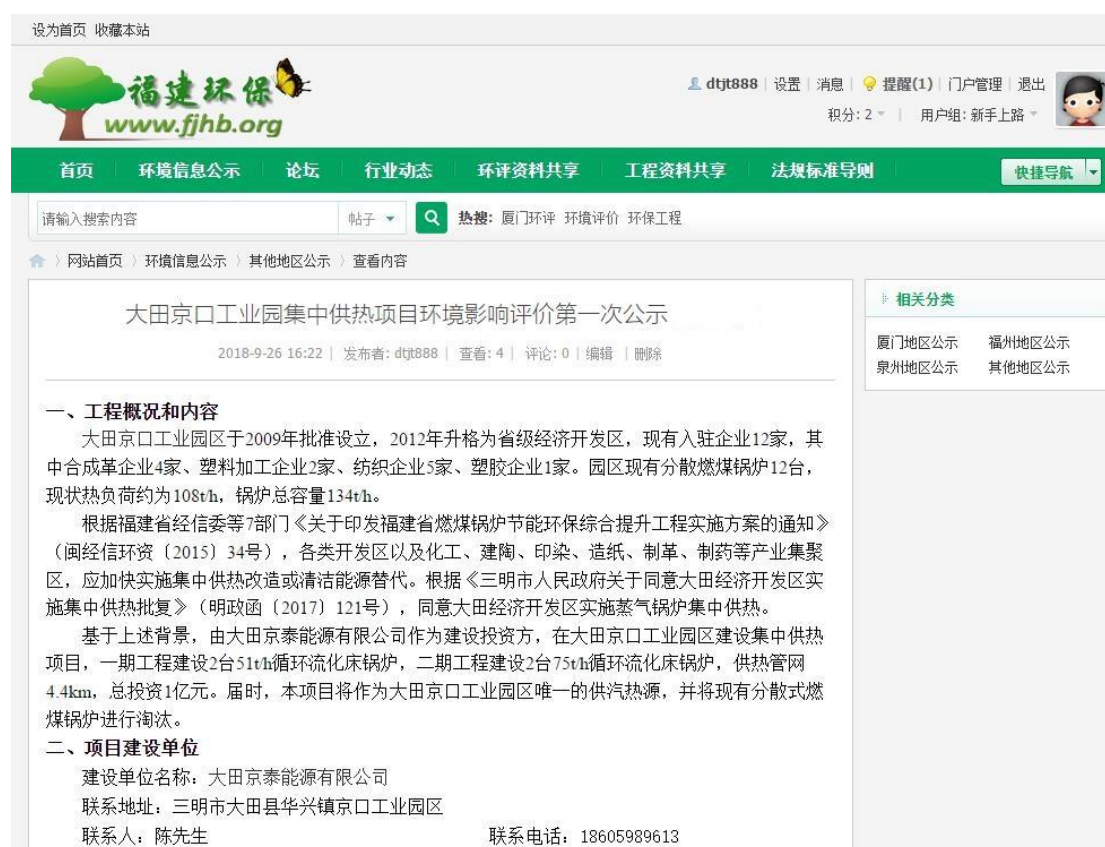 设为首页 收藏本站
福建环保
www.fjhb.org
dtjt888 | 设置 | 消息 | 提醒(1) | 门户管理 | 退出
积分: 2 | 用户组: 新手上路
首页 环境信息公示 论坛 行业动态 环评资料共享 工程资料共享 法规标准导则 快捷导航
请输入搜索内容 帖子 热搜: 厦门环评 环境评价 环保工程
网站首页 〉 环境信息公示 〉 其他地区公示 〉 查看内容
大田京口工业园集中供热项目环境影响评价第一次公示
2018-9-26 16:22 | 发布者: dtjt888 | 查看: 4 | 评论: 0 | 编辑 | 删除
相关分类
厦门地区公示 福州地区公示
泉州地区公示 其他地区公示
一、工程概况和内容
大田京口工业园区于2009年批准设立，2012年升格为省级经济开发区，现有入驻企业12家，其
中合成革企业4家、塑料加工企业2家、纺织企业5家、塑胶企业1家。园区现有分散燃煤锅炉12台，
现状热负荷约为108t/h，锅炉总容量134t/h。
根据福建省经信委等7部门《关于印发福建省燃煤锅炉节能环保综合提升工程实施方案的通知》
（闽经信环资〔2015〕34号），各类开发区以及化工、建陶、印染、造纸、制革、制药等产业集聚
区，应加快实施集中供热改造或清洁能源替代。根据《三明市人民政府关于同意大田经济开发区实
施集中供热批复》（明政函〔2017〕121号），同意大田经济开发区实施蒸气锅炉集中供热。
基于上述背景，由大田京泰能源有限公司作为建设投资方，在大田京口工业园区建设集中供热
项目，一期工程建设2台51t/h循环流化床锅炉，二期工程建设2台75t/h循环流化床锅炉，供热管网
4.4km，总投资1亿元。届时，本项目将作为大田京口工业园区唯一的供汽热源，并将现有分散式燃
煤锅炉进行淘汰。
二、项目建设单位
建设单位名称：大田京泰能源有限公司
联系地址：三明市大田县华兴镇京口工业园区
联系人：陈先生 联系电话：18605989613